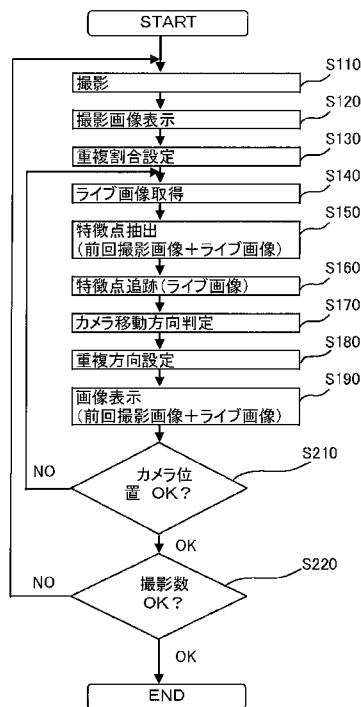 START
撮影
S110
撮影画像表示
S120
重複割合設定
S130
ライブ画像取得
S140
特徴点抽出
(前回撮影画像＋ライブ画像)
S150
特徴点追跡(ライブ画像)
S160
カメラ移動方向判定
S170
重複方向設定
S180
画像表示
(前回撮影画像＋ライブ画像)
S190
カメラ位
置 OK？
S210
NO
OK
撮影数
OK？
S220
NO
OK
END